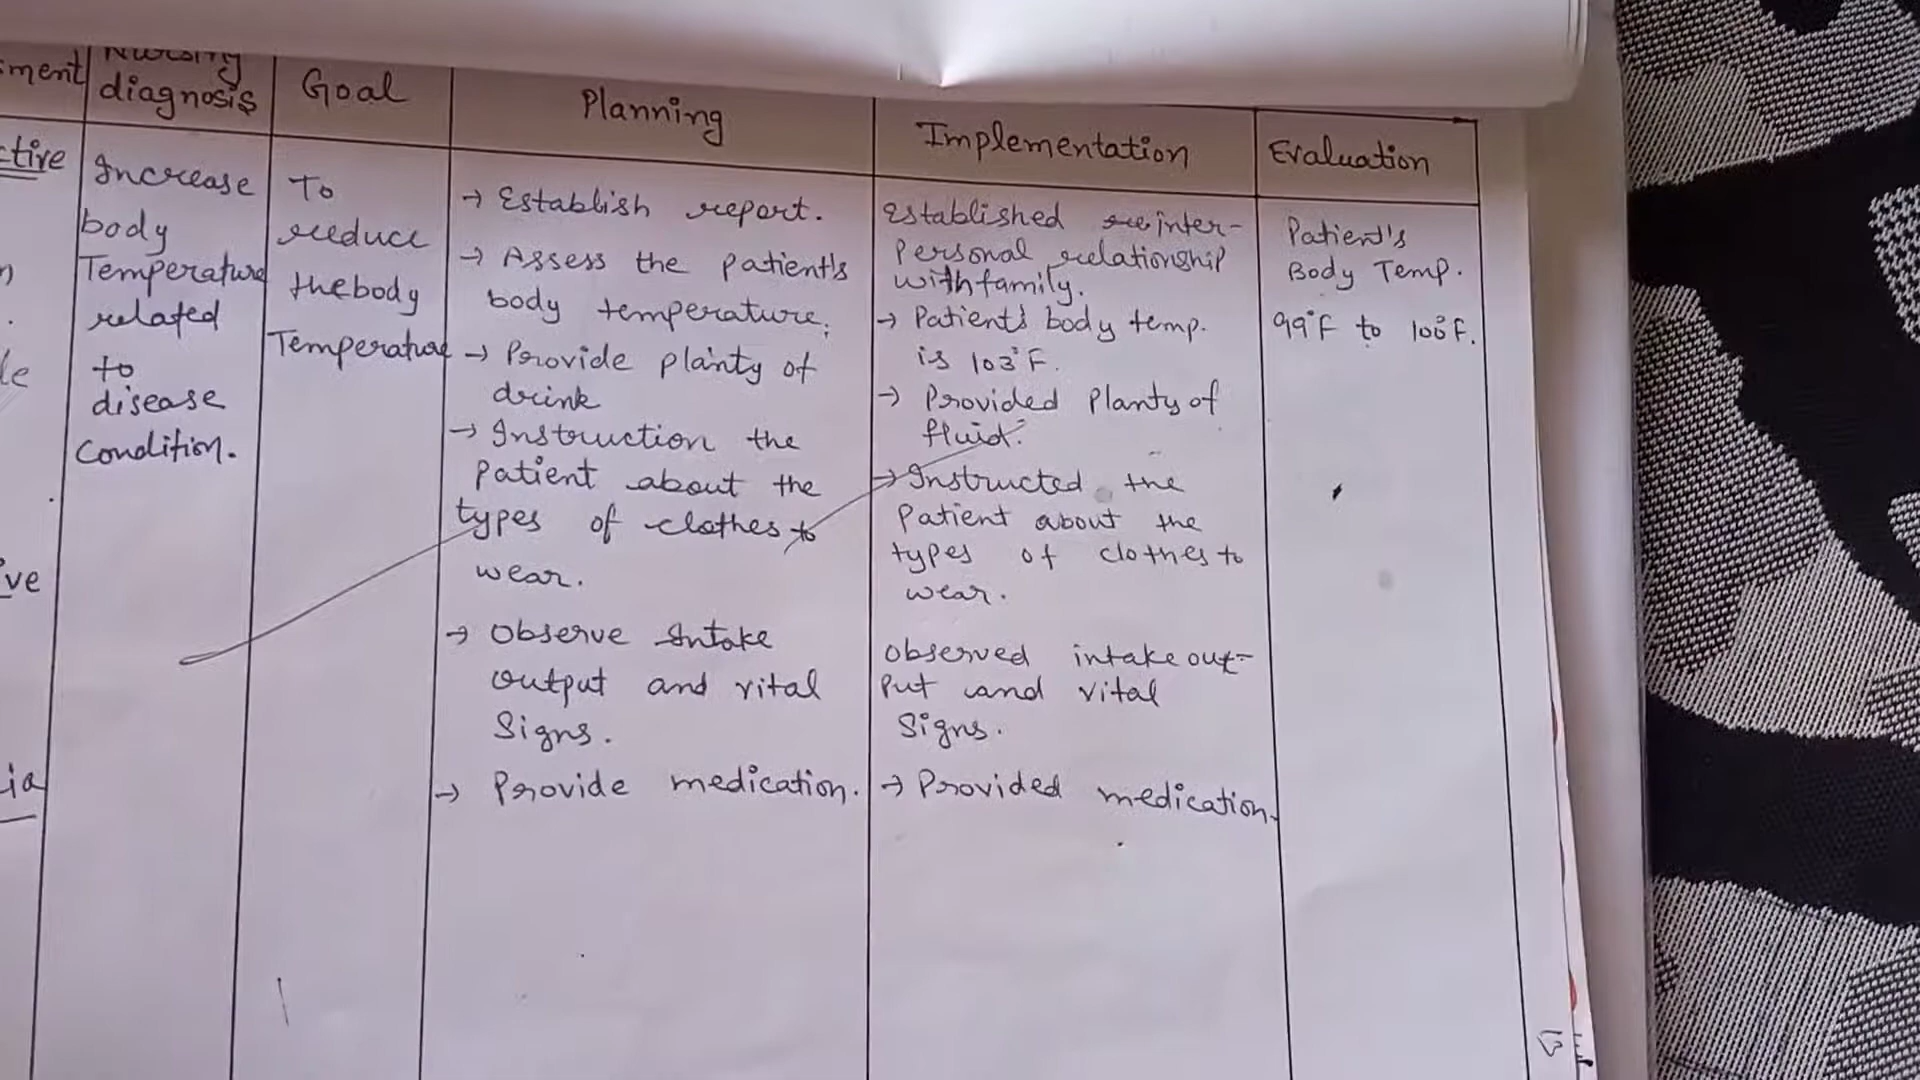 ment
Nursing
diagnosis
Goal
Planning
Implementation
Evaluation
ctive
ve
ia
Increase
body
Temperature
related
to
disease
Condition.
To
reduce
the body
Temperature
→ Establish report.
→ Assess the patient's
body temperature;
→ Provide planty of
drink
→ Instruction the
Patient about the
types of clothes to
wear.
→ Observe Intake
output and vital
Signs.
→ Provide medication.
Established inter-
Personal relationship
with family.
→ Patient's body temp.
is 103°F.
→ Provided Planty of
fluid.
→ Instructed the
Patient about the
types of clothes to
wear.
Observed intake out-
Put and vital
Signs.
→ Provided medication.
Patient's
Body Temp.
99°F to 100°F.